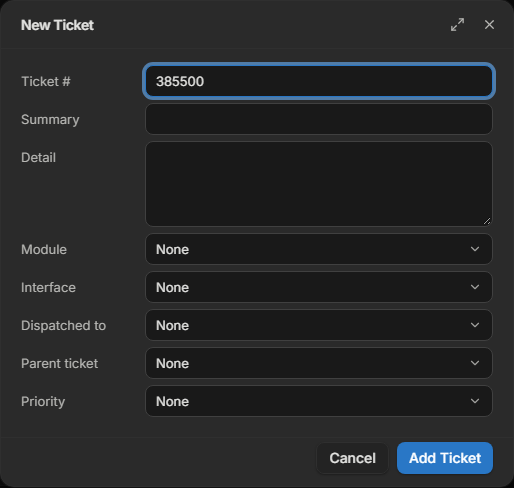 New Ticket
Ticket # 385500
Summary
Detail
Module None
Interface None
Dispatched to None
Parent ticket None
Priority None
Cancel Add Ticket